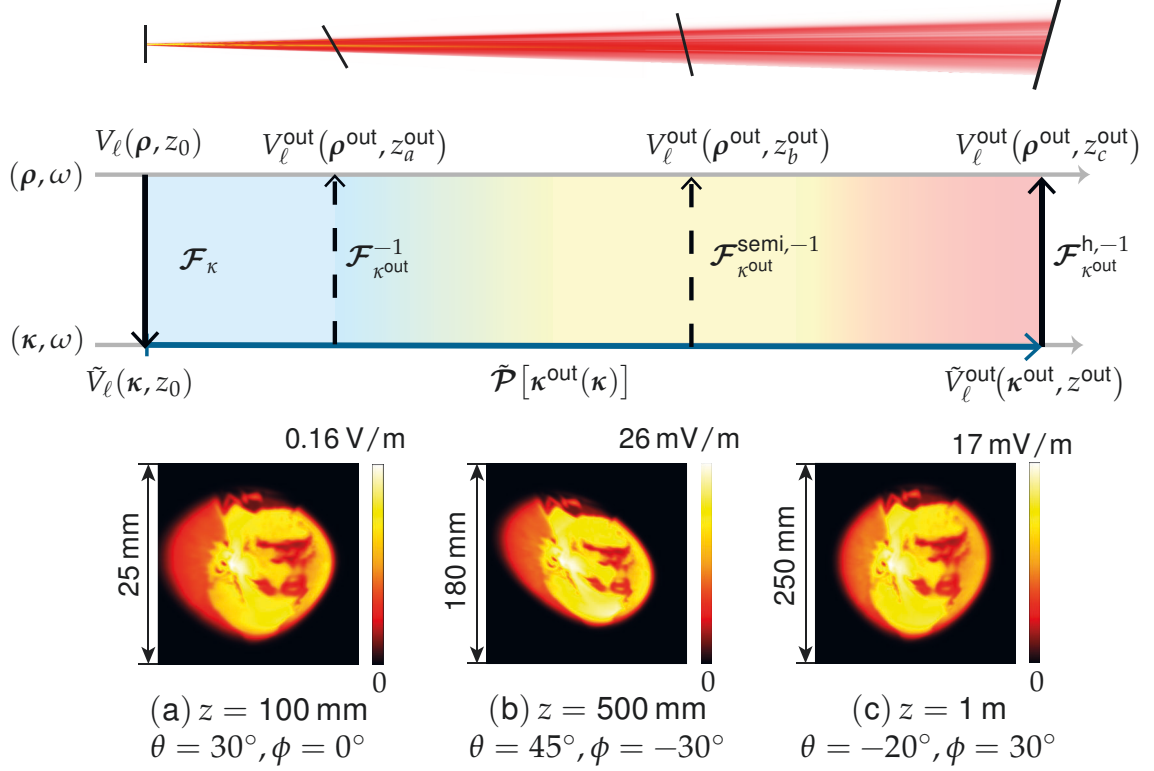 V_ℓ(ρ, z₀) V_ℓ^out(ρ^out, z_a^out) V_ℓ^out(ρ^out, z_b^out) V_ℓ^out(ρ^out, z_c^out)
(ρ, ω)
𝓕_κ 𝓕_{κ^out}^{−1} 𝓕_{κ^out}^{semi,−1} 𝓕_{κ^out}^{h,−1}
(κ, ω)
Ṽ_ℓ(κ, z₀) 𝓟̃[κ^out(κ)] Ṽ_ℓ^out(κ^out, z^out)
0.16 V/m 26 mV/m 17 mV/m
25 mm 180 mm 250 mm
0 0 0
(a) z = 100 mm (b) z = 500 mm (c) z = 1 m
θ = 30°, ϕ = 0° θ = 45°, ϕ = −30° θ = −20°, ϕ = 30°